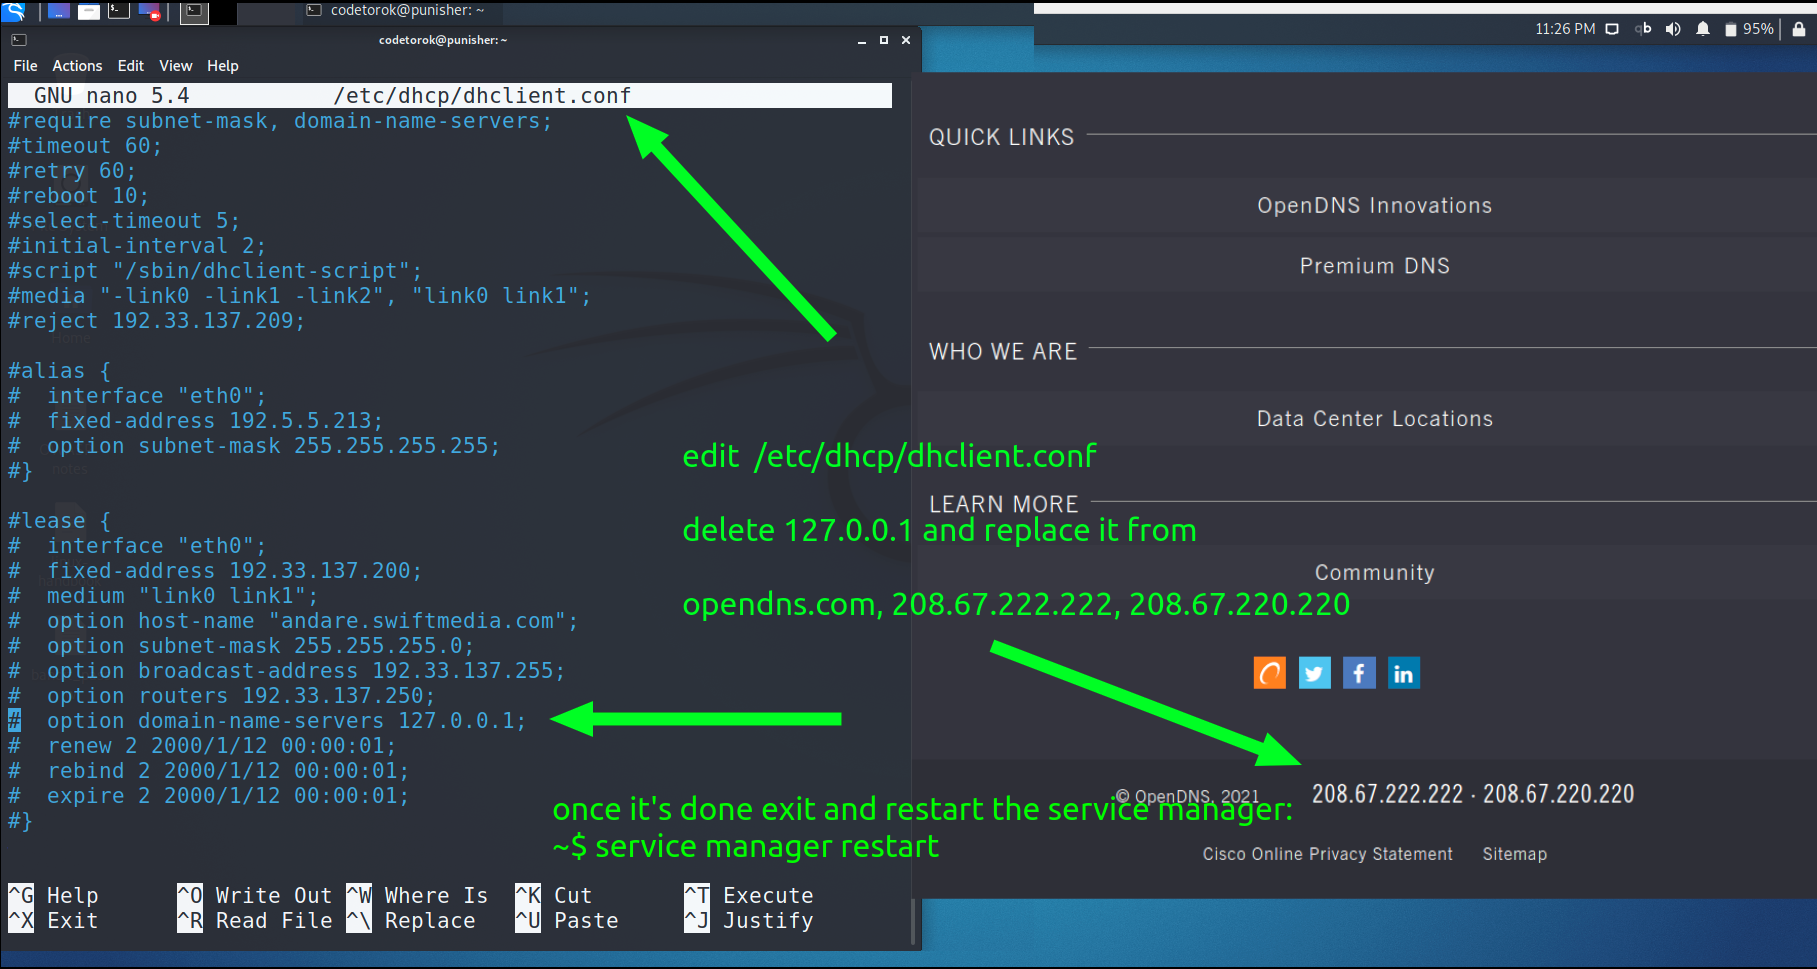 codetorok@punisher: ~
11:26 PM
qb
95%
codetorok@punisher:~
File Actions Edit View Help
GNU nano 5.4 /etc/dhcp/dhclient.conf
#require subnet-mask, domain-name-servers;
#timeout 60;
#retry 60;
#reboot 10;
#select-timeout 5;
#initial-interval 2;
#script "/sbin/dhclient-script";
#media "-link0 -link1 -link2", "link0 link1";
#reject 192.33.137.209;
#alias {
#  interface "eth0";
#  fixed-address 192.5.5.213;
#  option subnet-mask 255.255.255.255;
#}
#lease {
#  interface "eth0";
#  fixed-address 192.33.137.200;
#  medium "link0 link1";
#  option host-name "andare.swiftmedia.com";
#  option subnet-mask 255.255.255.0;
#  option broadcast-address 192.33.137.255;
#  option routers 192.33.137.250;
#  option domain-name-servers 127.0.0.1;
#  renew 2 2000/1/12 00:00:01;
#  rebind 2 2000/1/12 00:00:01;
#  expire 2 2000/1/12 00:00:01;
#}
^G Help ^O Write Out ^W Where Is ^K Cut ^T Execute
^X Exit ^R Read File ^\ Replace ^U Paste ^J Justify
edit  /etc/dhcp/dhclient.conf
delete 127.0.0.1 and replace it from
opendns.com, 208.67.222.222, 208.67.220.220
once it's done exit and restart the service manager:
~$ service manager restart
QUICK LINKS
OpenDNS Innovations
Premium DNS
WHO WE ARE
Data Center Locations
LEARN MORE
Community
© OpenDNS, 2021 208.67.222.222 · 208.67.220.220
Cisco Online Privacy Statement Sitemap